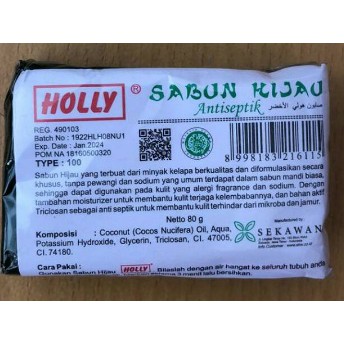 HOLLY ®
SABUN HIJAU
Antiseptik
صابون هولي الأخضر
REG. 490103
Batch No : 1922HLH08NU1
Exp. Date : Jan.2024
POM NA 18160500320
TYPE : 100
8998183216115
Sabun Hijau yang terbuat dari minyak kelapa berkualitas dan diformulasikan secara
khusus, tanpa pewangi dan sodium yang umum terdapat dalam sabun mandi biasa,
sehingga dapat digunakan pada kulit yang alergi fragrance dan sodium. Dengan
tambahan moisturizer untuk membantu kulit terjaga kelembabannya, dan bahan aktif
Triclosan sebagai anti septik untuk membantu kulit terhindar dari mikroba dan jamur.
Netto 80 g
Komposisi : Coconut (Cocos Nucifera) Oil, Aqua,
Potassium Hydroxide, Glycerin, Triclosan, CI. 47005,
CI. 74180.
Manufactured by :
SEKAWAN
Cara Pakai :
Gunakan Sabun Hijau HOLLY Bilaslah dengan air hangat ke seluruh tubuh anda
3 menit lalu bersihkan.